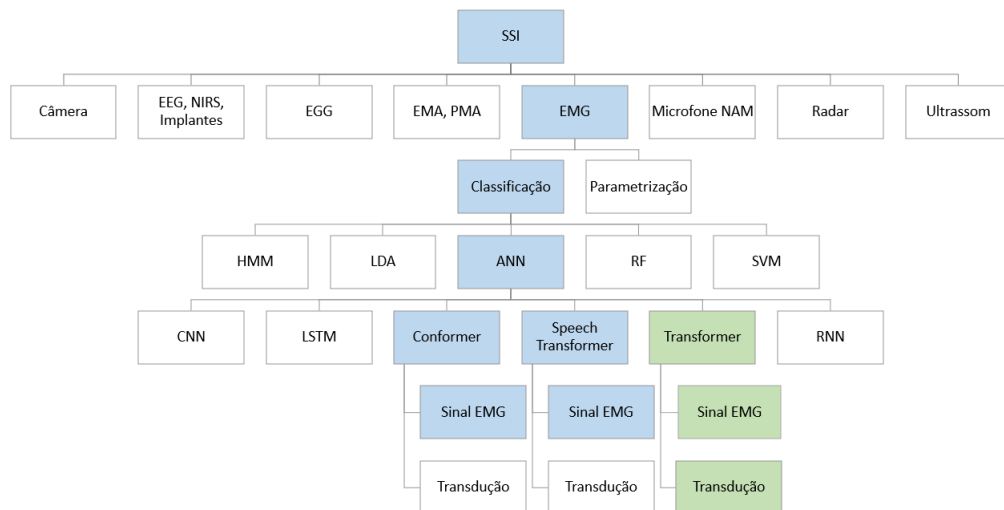 SSI
Câmera
EEG, NIRS,
Implantes
EGG
EMA, PMA
EMG
Microfone NAM
Radar
Ultrassom
Classificação
Parametrização
HMM
LDA
ANN
RF
SVM
CNN
LSTM
Conformer
Speech
Transformer
Transformer
RNN
Sinal EMG
Sinal EMG
Sinal EMG
Transdução
Transdução
Transdução